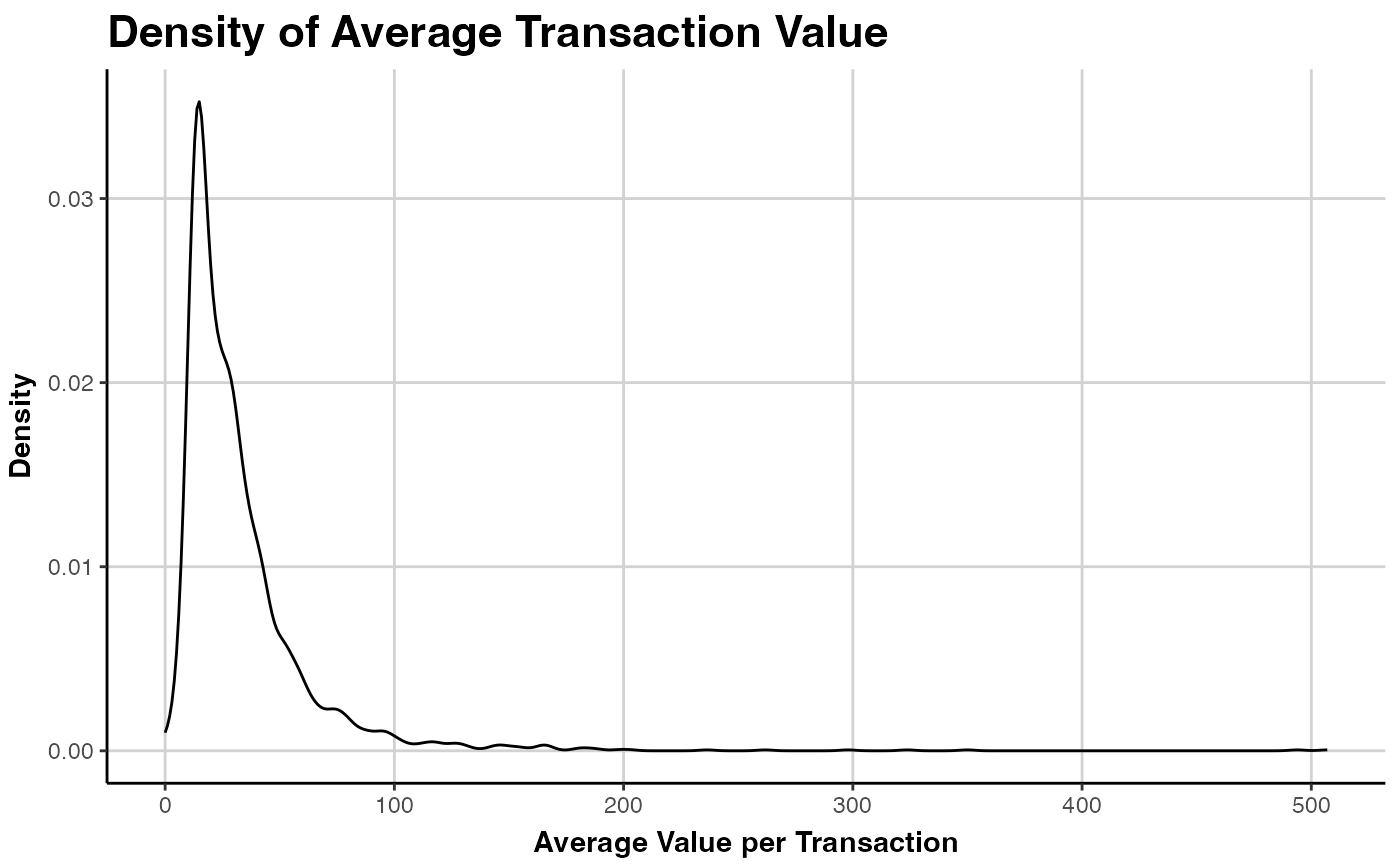 Density of Average Transaction Value
Density
0.03
0.02
0.01
0.00
0 100 200 300 400 500
Average Value per Transaction